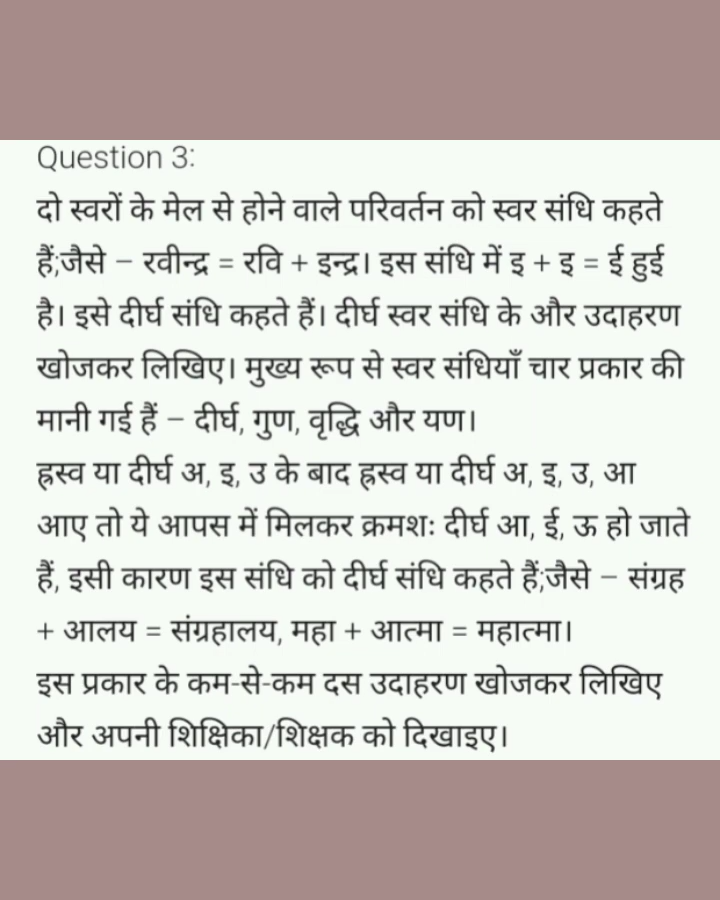 Question 3:
दो स्वरों के मेल से होने वाले परिवर्तन को स्वर संधि कहते
हैं;जैसे – रवीन्द्र = रवि + इन्द्र। इस संधि में इ + इ = ई हुई
है। इसे दीर्घ संधि कहते हैं। दीर्घ स्वर संधि के और उदाहरण
खोजकर लिखिए। मुख्य रूप से स्वर संधियाँ चार प्रकार की
मानी गई हैं – दीर्घ, गुण, वृद्धि और यण।
ह्रस्व या दीर्घ अ, इ, उ के बाद ह्रस्व या दीर्घ अ, इ, उ, आ
आए तो ये आपस में मिलकर क्रमशः दीर्घ आ, ई, ऊ हो जाते
हैं, इसी कारण इस संधि को दीर्घ संधि कहते हैं;जैसे – संग्रह
+ आलय = संग्रहालय, महा + आत्मा = महात्मा।
इस प्रकार के कम-से-कम दस उदाहरण खोजकर लिखिए
और अपनी शिक्षिका/शिक्षक को दिखाइए।